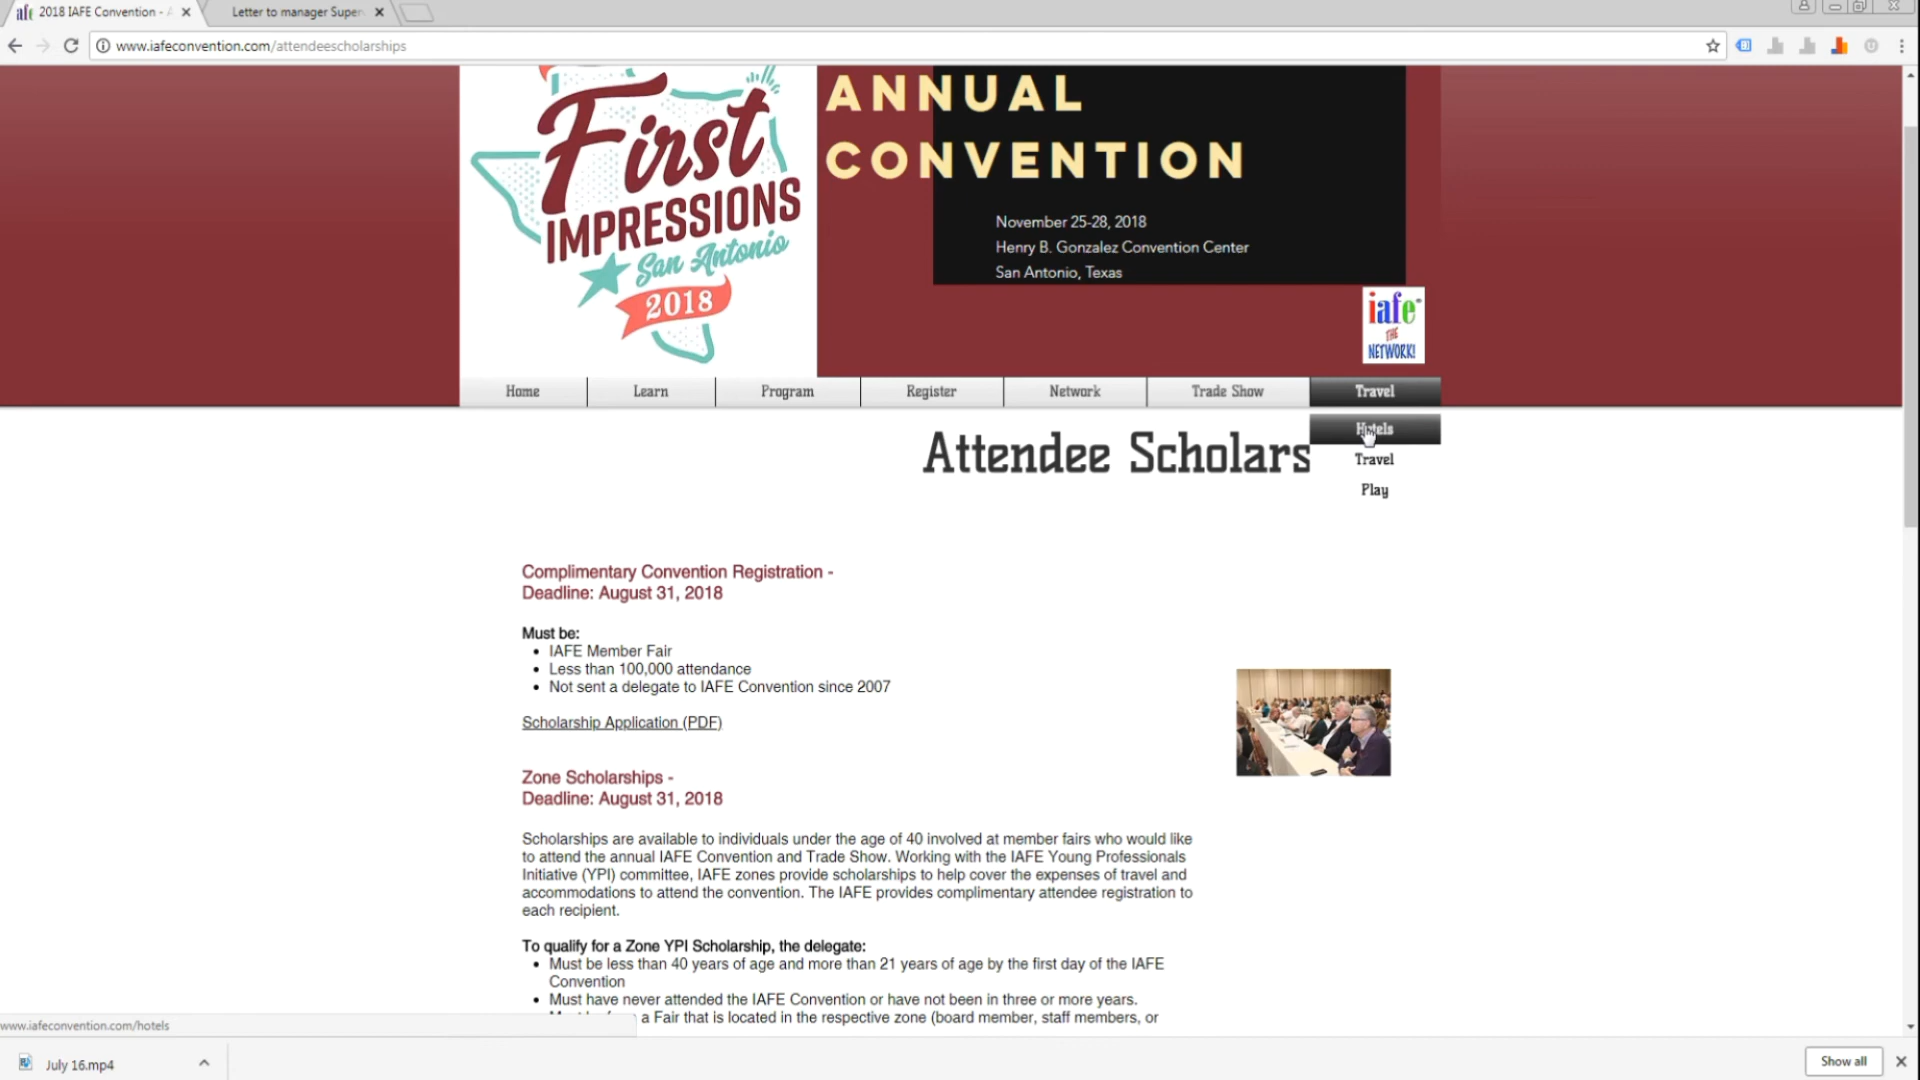 2018 IAFE Convention - A
Letter to manager Super
www.iafeconvention.com/attendeescholarships
First
IMPRESSIONS
San Antonio
2018
ANNUAL
CONVENTION
November 25-28, 2018
Henry B. Gonzalez Convention Center
San Antonio, Texas
iafe
THE
NETWORK!
Home Learn Program Register Network Trade Show Travel
Hotels
Travel
Play
Attendee Scholars
Complimentary Convention Registration -
Deadline: August 31, 2018
Must be:
IAFE Member Fair
Less than 100,000 attendance
Not sent a delegate to IAFE Convention since 2007
Scholarship Application (PDF)
Zone Scholarships -
Deadline: August 31, 2018
Scholarships are available to individuals under the age of 40 involved at member fairs who would like
to attend the annual IAFE Convention and Trade Show. Working with the IAFE Young Professionals
Initiative (YPI) committee, IAFE zones provide scholarships to help cover the expenses of travel and
accommodations to attend the convention. The IAFE provides complimentary attendee registration to
each recipient.
To qualify for a Zone YPI Scholarship, the delegate:
Must be less than 40 years of age and more than 21 years of age by the first day of the IAFE
Convention
Must have never attended the IAFE Convention or have not been in three or more years.
a Fair that is located in the respective zone (board member, staff members, or
www.iafeconvention.com/hotels
July 16.mp4
Show all